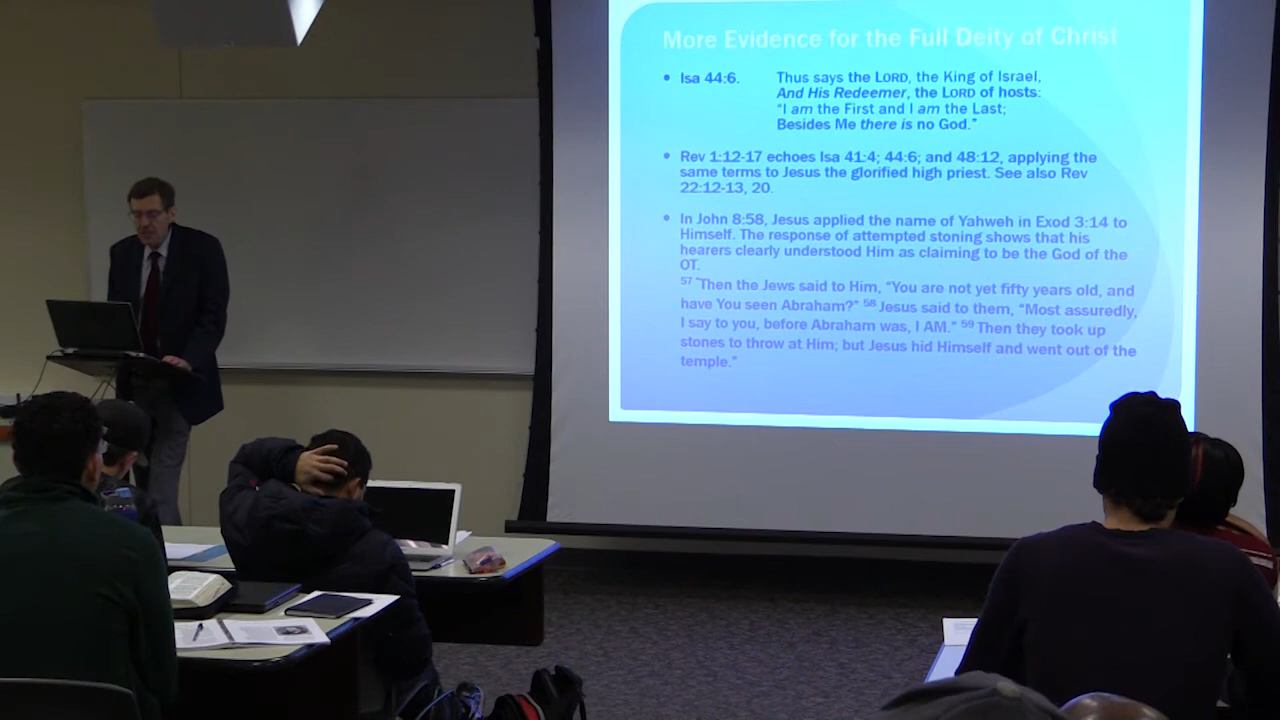 More Evidence for the Full Deity of Christ
• Isa 44:6. Thus says the LORD, the King of Israel,
And His Redeemer, the LORD of hosts:
“I am the First and I am the Last;
Besides Me there is no God.”
• Rev 1:12-17 echoes Isa 41:4; 44:6; and 48:12, applying the
same terms to Jesus the glorified high priest. See also Rev
22:12-13, 20.
• In John 8:58, Jesus applied the name of Yahweh in Exod 3:14 to
Himself. The response of attempted stoning shows that his
hearers clearly understood Him as claiming to be the God of the
OT.
57 “Then the Jews said to Him, “You are not yet fifty years old, and
have You seen Abraham?” 58 Jesus said to them, “Most assuredly,
I say to you, before Abraham was, I AM.” 59 Then they took up
stones to throw at Him; but Jesus hid Himself and went out of the
temple.”